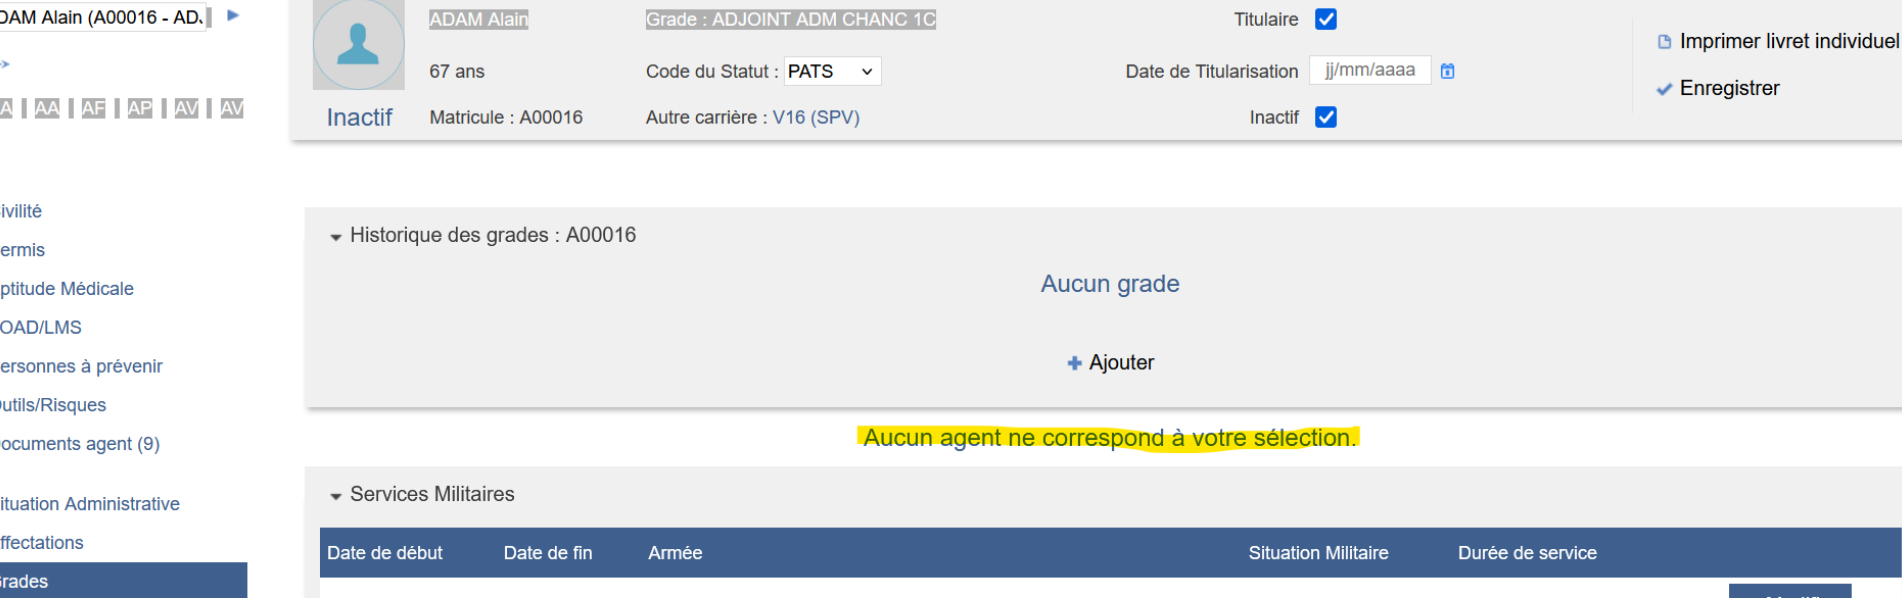 DAM Alain (A00016 - AD.
ADAM Alain
Grade : ADJOINT ADM CHANC 1C
Titulaire
Imprimer livret individuel
67 ans
Code du Statut : PATS
Date de Titularisation jj/mm/aaaa
Enregistrer
A | AA | AF | AP | AV | AV
Inactif
Matricule : A00016
Autre carrière : V16 (SPV)
Inactif
ivilité
ermis
ptitude Médicale
OAD/LMS
ersonnes à prévenir
utils/Risques
ocuments agent (9)
ituation Administrative
ffectations
rades
Historique des grades : A00016
Aucun grade
Ajouter
Aucun agent ne correspond à votre sélection.
Services Militaires
Date de début
Date de fin
Armée
Situation Militaire
Durée de service